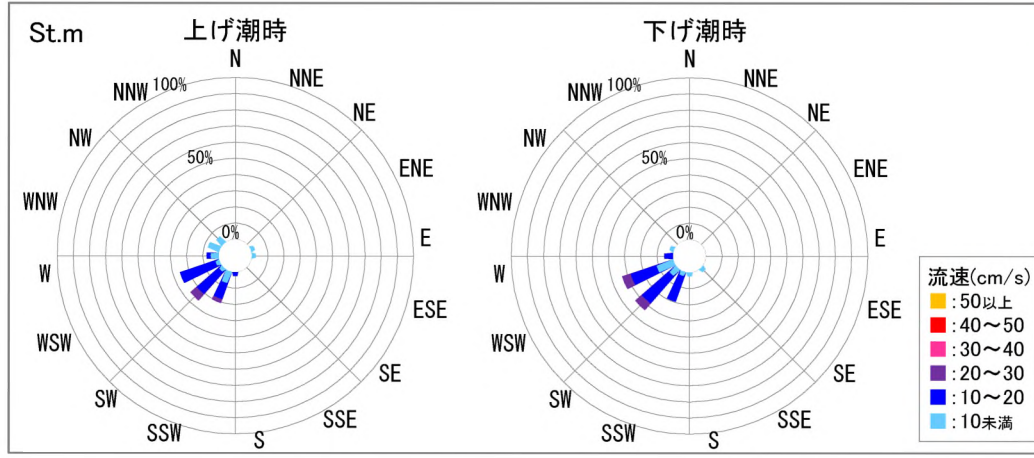 St.m
上げ潮時
N
NNE
NE
ENE
E
ESE
SE
SSE
S
SSW
SW
WSW
W
WNW
NW
NNW
100%
50%
0%
下げ潮時
N
NNE
NE
ENE
E
ESE
SE
SSE
S
SSW
SW
WSW
W
WNW
NW
NNW
100%
50%
0%
流速(cm/s)
:50以上
:40～50
:30～40
:20～30
:10～20
:10未満